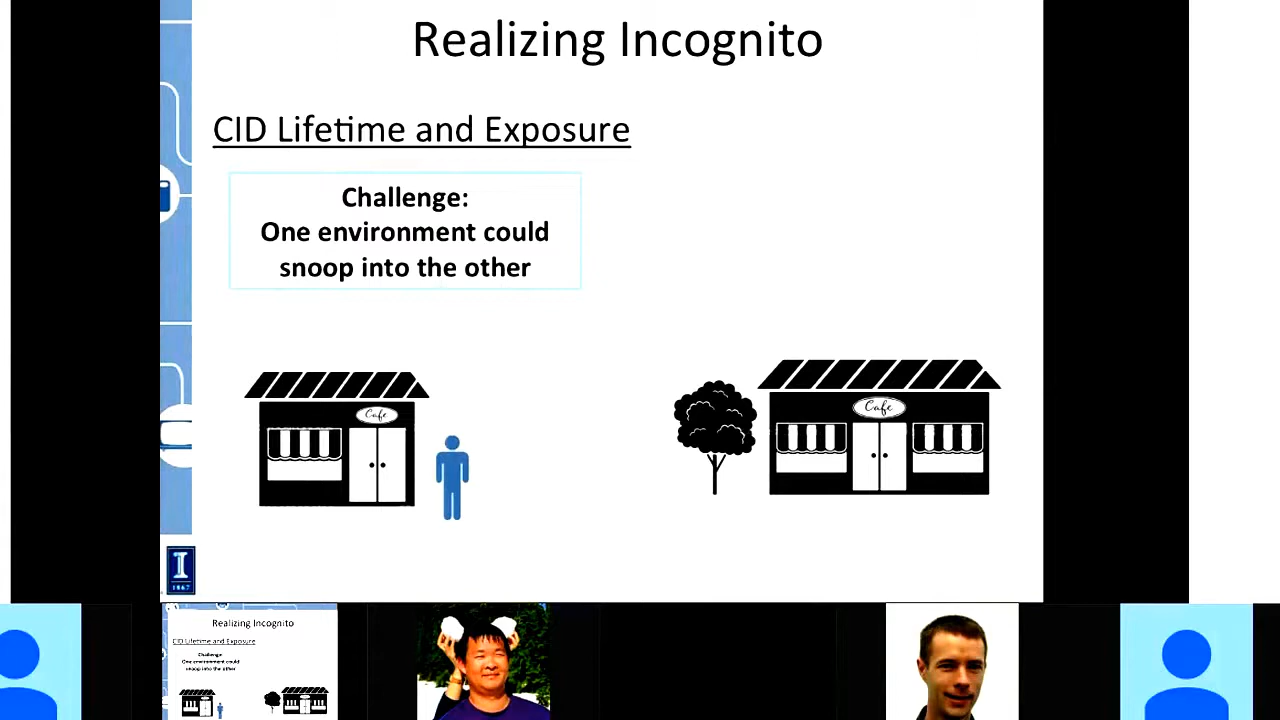 Realizing Incognito
CID Lifetime and Exposure
Challenge:
One environment could
snoop into the other
Cafe
Cafe
I
1867
Realizing Incognito
CID Lifetime and Exposure
Challenge:
One environment could
snoop into the other